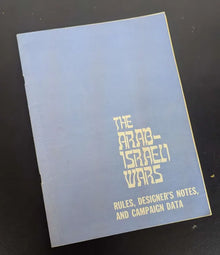 THE
ARAB-
ISRAELI
WARS
RULES, DESIGNER'S NOTES,
AND CAMPAIGN DATA